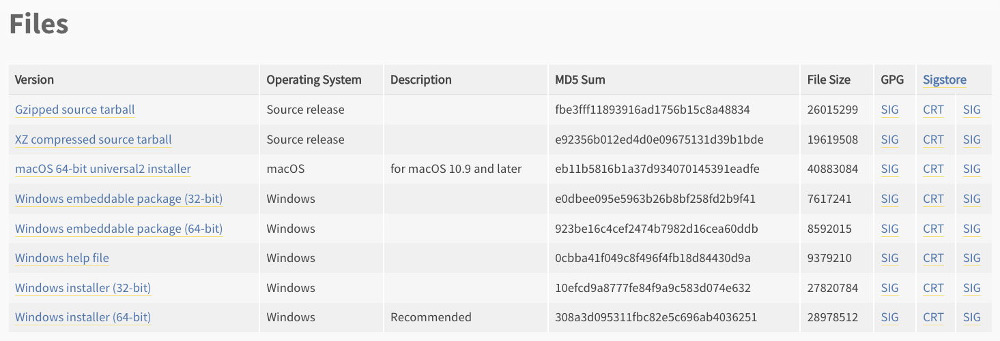 Files
Version Operating System Description MD5 Sum File Size GPG Sigstore
Gzipped source tarball Source release fbe3fff11893916ad1756b15c8a48834 26015299 SIG CRT SIG
XZ compressed source tarball Source release e92356b012ed4d0e09675131d39b1bde 19619508 SIG CRT SIG
macOS 64-bit universal2 installer macOS for macOS 10.9 and later eb11b5816b1a37d934070145391eadfe 40883084 SIG CRT SIG
Windows embeddable package (32-bit) Windows e0dbee095e5963b26b8bf258fd2b9f41 7617241 SIG CRT SIG
Windows embeddable package (64-bit) Windows 923be16c4cef2474b7982d16cea60ddb 8592015 SIG CRT SIG
Windows help file Windows 0cbba41f049c8f496f4fb18d84430d9a 9379210 SIG CRT SIG
Windows installer (32-bit) Windows 10efcd9a8777fe84f9a9c583d074e632 27820784 SIG CRT SIG
Windows installer (64-bit) Windows Recommended 308a3d095311fbc82e5c696ab4036251 28978512 SIG CRT SIG